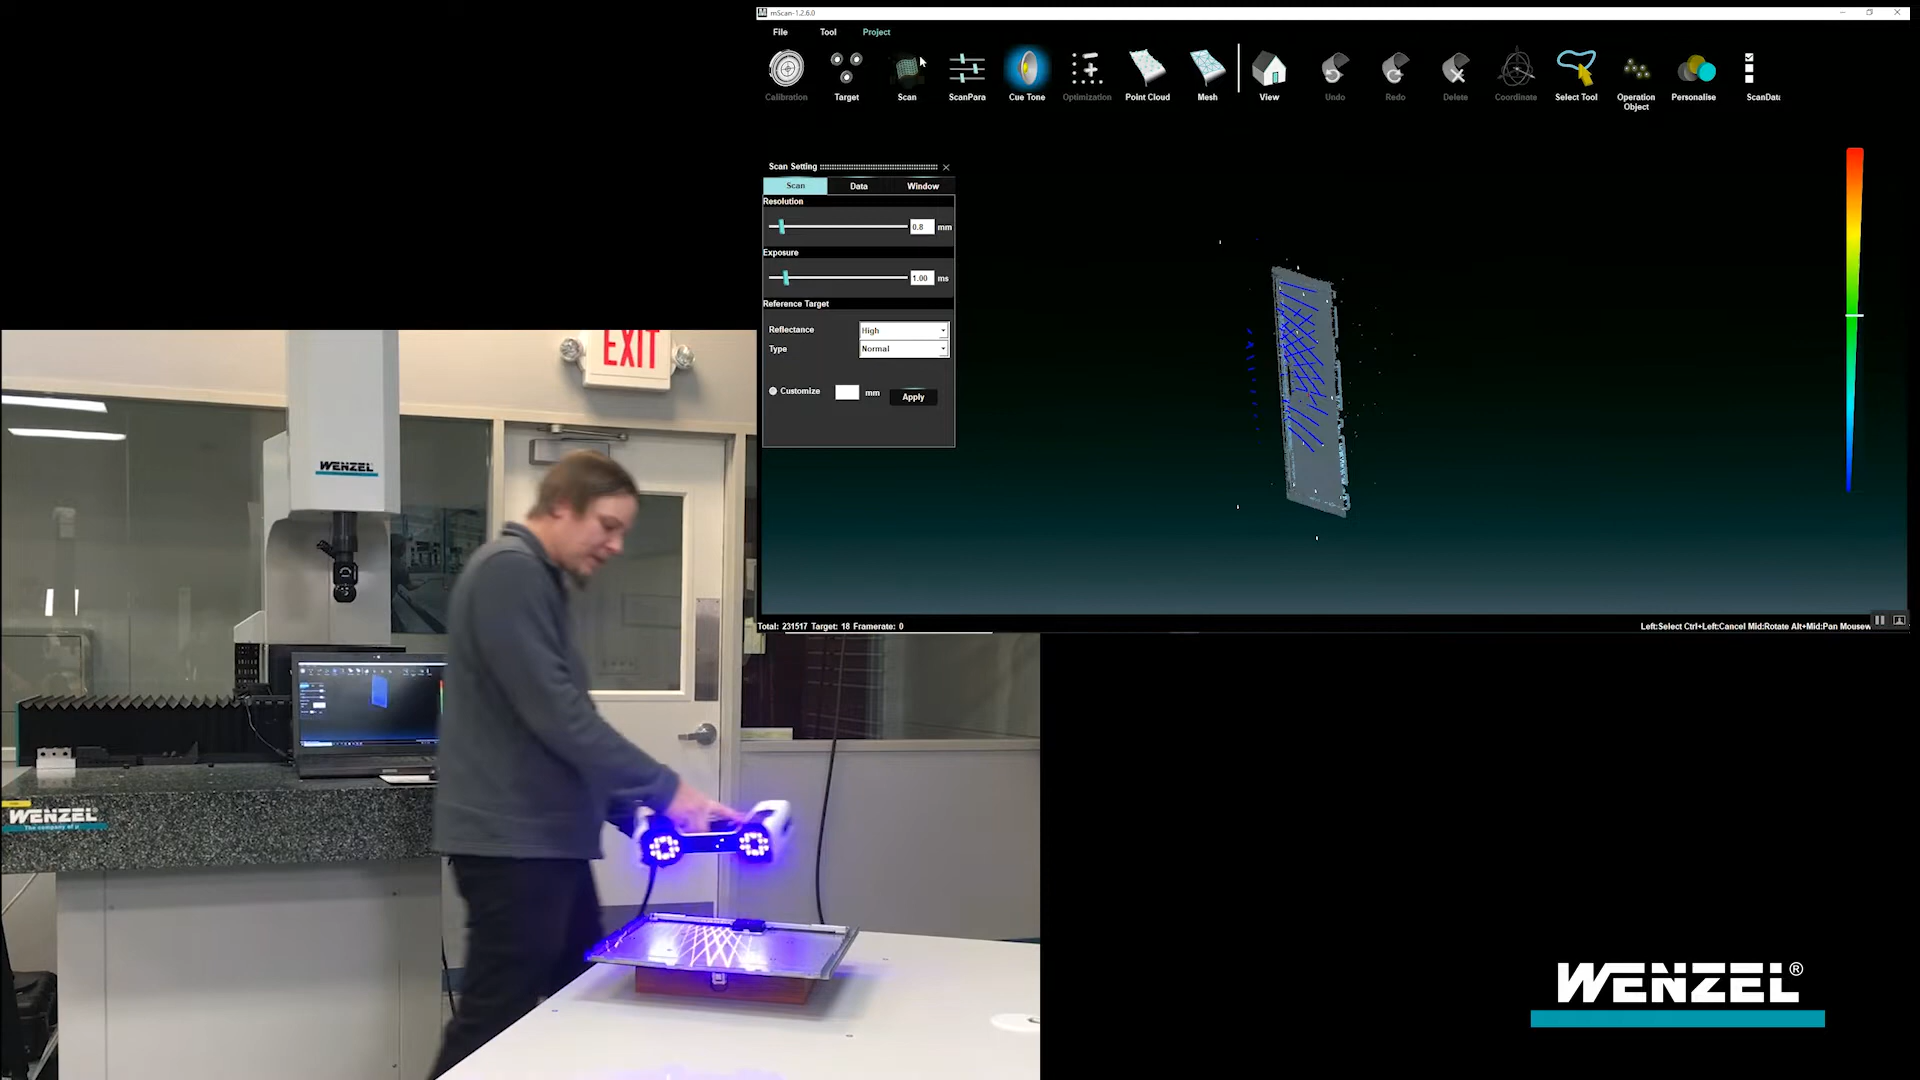 mScan-1.2.6.0
File Tool Project
Calibration Target Scan ScanPara Cue Tone Optimization Point Cloud Mesh View Undo Redo Delete Coordinate Select Tool Operation Object Personalise ScanData
Scan Setting
Scan Data Window
Resolution
0.8 mm
Exposure
1.00 ms
Reference Target
Reflectance High
Type Normal
Customize mm Apply
Total: 231517 Target: 18 Framerate: 0
Left:Select Ctrl+Left:Cancel Mid:Rotate Alt+Mid:Pan Mousew
EXIT
WENZEL
WENZEL
The company of
WENZEL®